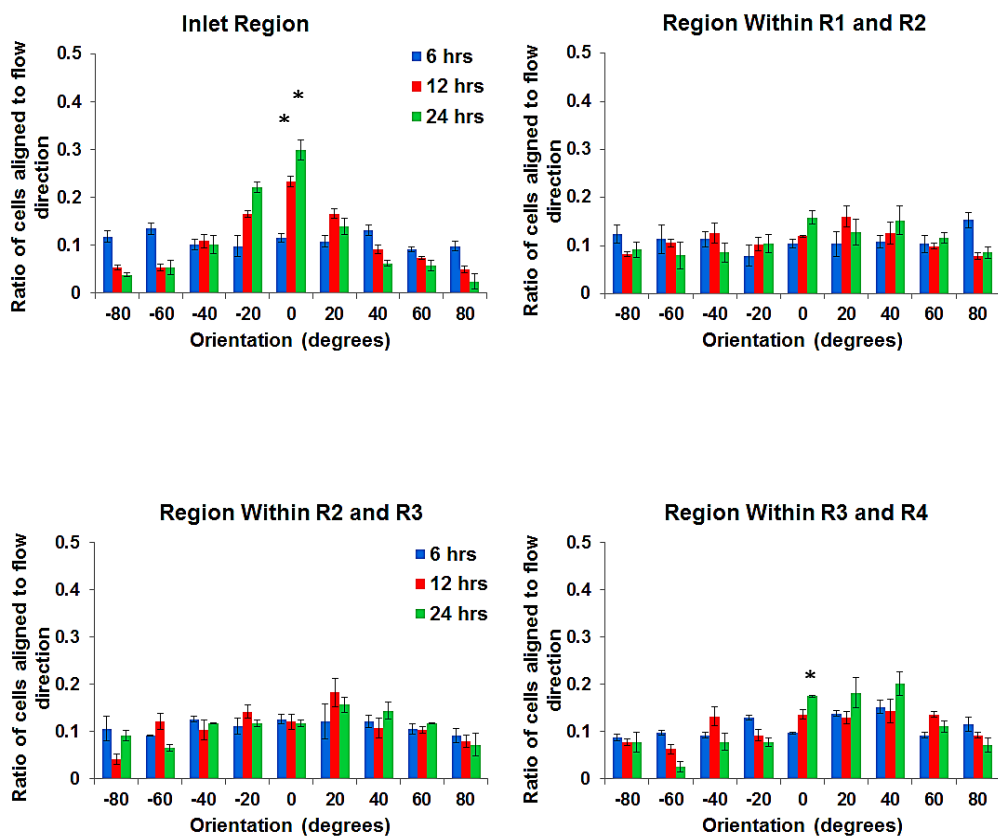 Inlet Region
Ratio of cells aligned to flow
direction
0.5
0.4
0.3
0.2
0.1
0
*
*
6 hrs
12 hrs
24 hrs
-80 -60 -40 -20 0 20 40 60 80
Orientation (degrees)
Region Within R1 and R2
Ratio of cells aligned to flow
direction
0.5
0.4
0.3
0.2
0.1
0
-80 -60 -40 -20 0 20 40 60 80
Orientation (degrees)
Region Within R2 and R3
Ratio of cells aligned to flow
direction
0.5
0.4
0.3
0.2
0.1
0
6 hrs
12 hrs
24 hrs
-80 -60 -40 -20 0 20 40 60 80
Orientation (degrees)
Region Within R3 and R4
Ratio of cells aligned to flow
direction
0.5
0.4
0.3
0.2
0.1
0
*
-80 -60 -40 -20 0 20 40 60 80
Orientation (degrees)